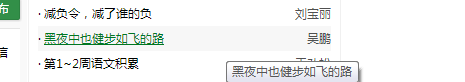 布
· 减负令，减了谁的负 刘宝丽
· 黑夜中也健步如飞的路 吴鹏
信
· 第1~2周语文积累
黑夜中也健步如飞的路